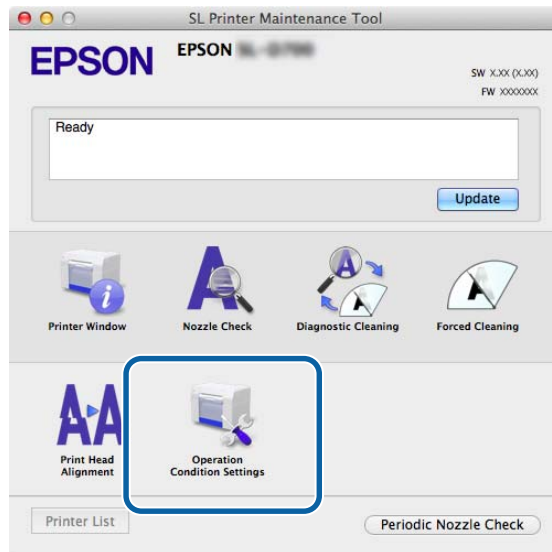 SL Printer Maintenance Tool
EPSON
EPSON
SW X.XX (X.XX)
FW XXXXXXX
Ready
Update
Printer Window
Nozzle Check
Diagnostic Cleaning
Forced Cleaning
Print Head
Alignment
Operation
Condition Settings
Printer List
Periodic Nozzle Check